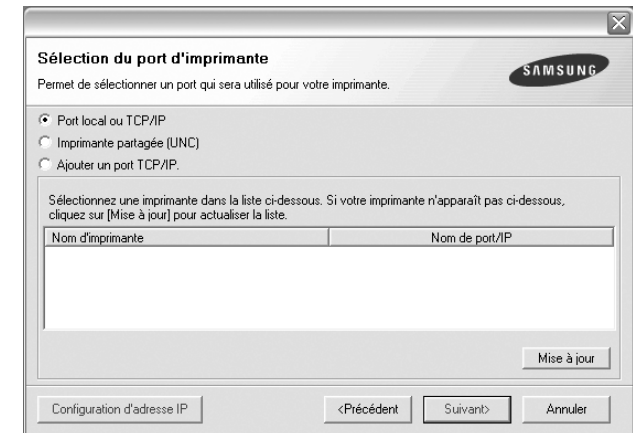 Sélection du port d'imprimante
Permet de sélectionner un port qui sera utilisé pour votre imprimante.
SAMSUNG
Port local ou TCP/IP
Imprimante partagée (UNC)
Ajouter un port TCP/IP.
Sélectionnez une imprimante dans la liste ci-dessous. Si votre imprimante n'apparaît pas ci-dessous,
cliquez sur [Mise à jour] pour actualiser la liste.
Nom d'imprimante Nom de port/IP
Mise à jour
Configuration d'adresse IP <Précédent Suivant> Annuler